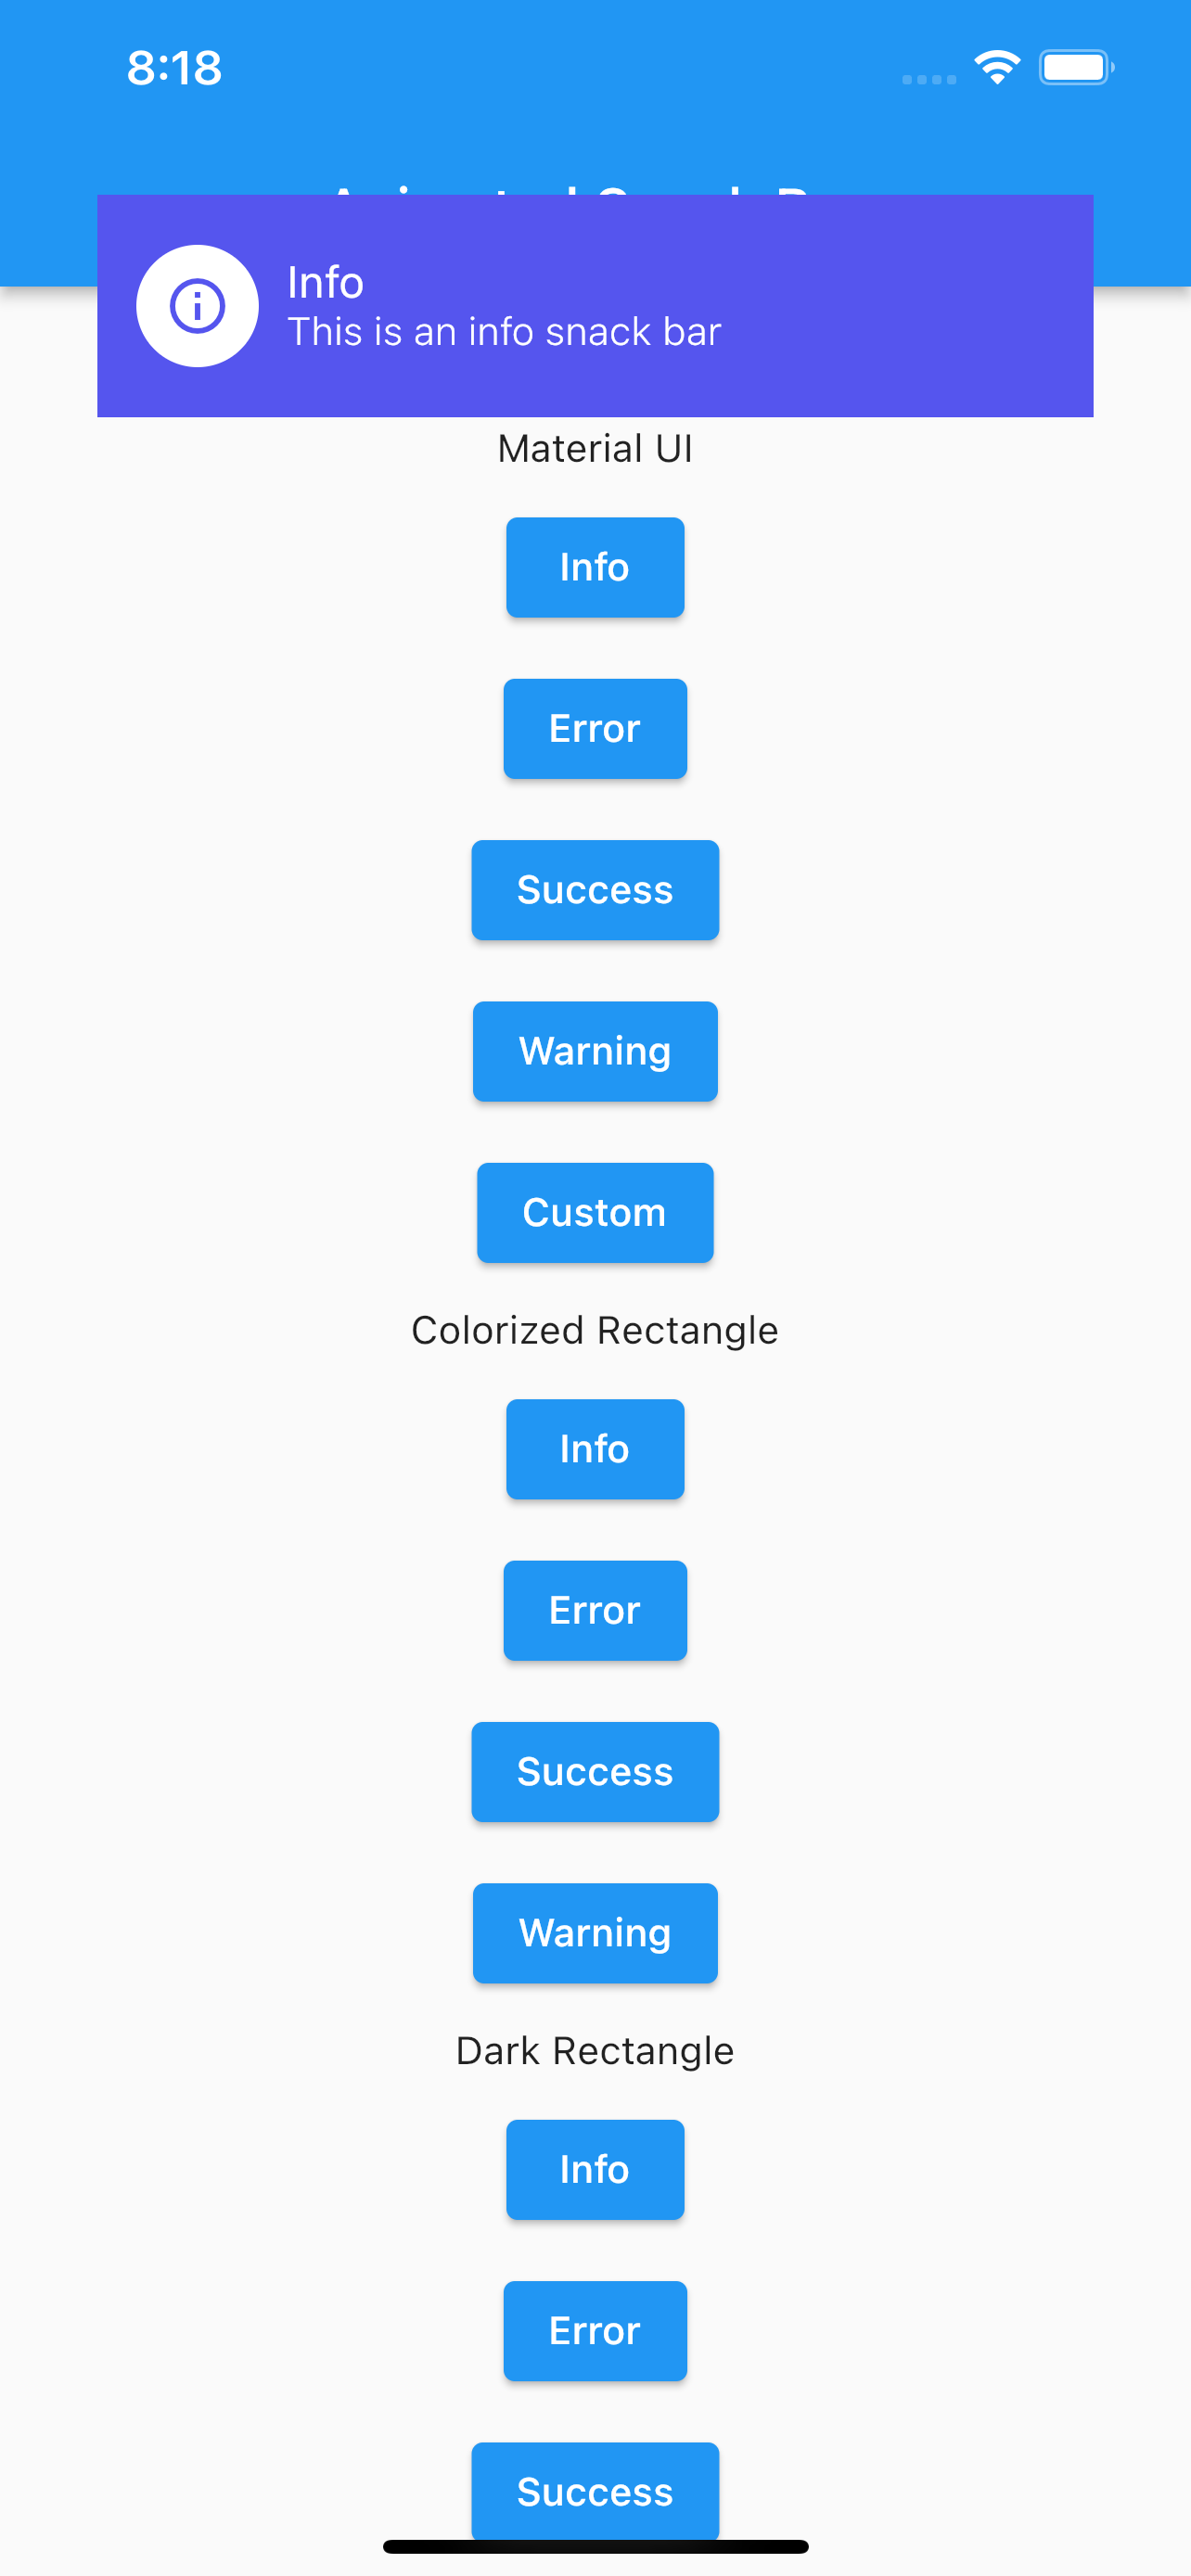 8:18
Info
This is an info snack bar
Material UI
Info
Error
Success
Warning
Custom
Colorized Rectangle
Info
Error
Success
Warning
Dark Rectangle
Info
Error
Success